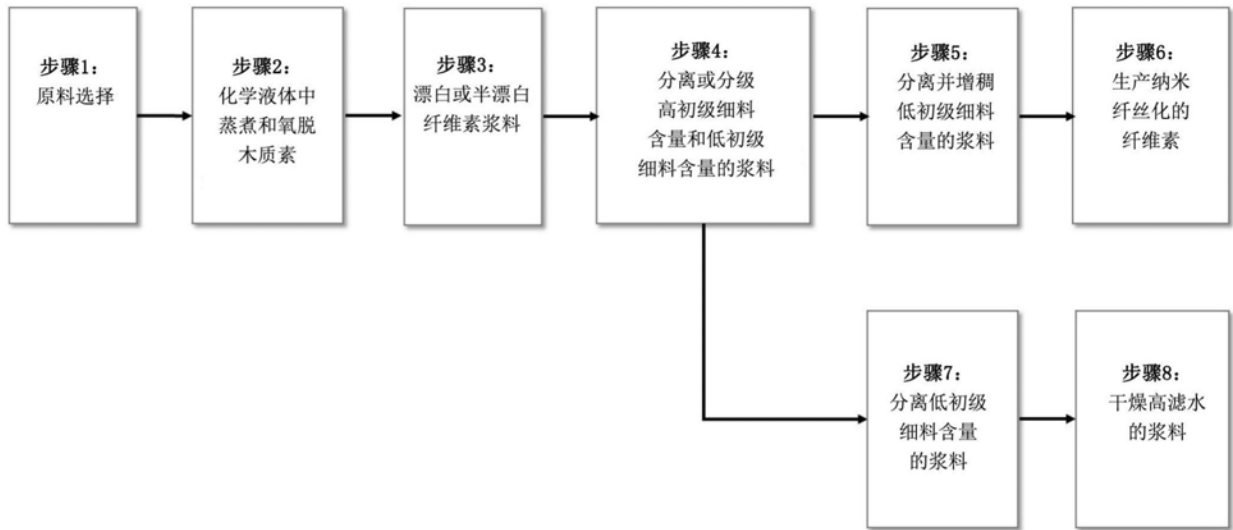 步骤1：
原料选择
步骤2：
化学液体中
蒸煮和氧脱
木质素
步骤3：
漂白或半漂白
纤维素浆料
步骤4：
分离或分级
高初级细料
含量和低初级
细料含量的浆料
步骤5：
分离并增稠
低初级细料
含量的浆料
步骤6：
生产纳米
纤丝化的
纤维素
步骤7：
分离低初级
细料含量
的浆料
步骤8：
干燥高滤水
的浆料